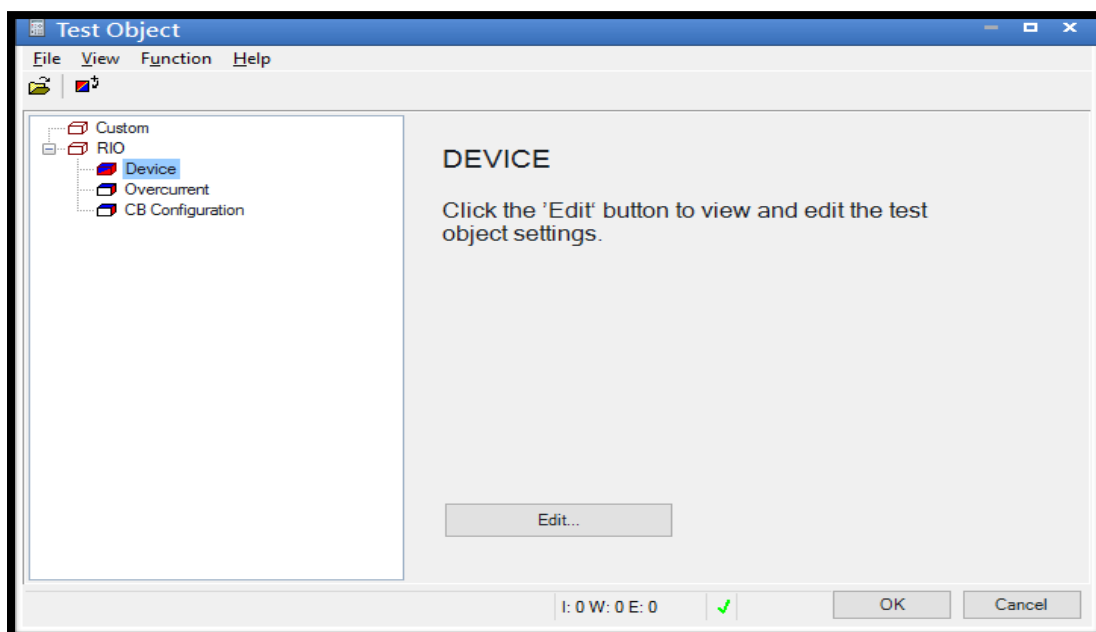 Test Object
File View Function Help
Custom
RIO
Device
Overcurrent
CB Configuration
DEVICE
Click the 'Edit‘ button to view and edit the test
object settings.
Edit...
I: 0 W: 0 E: 0
OK
Cancel